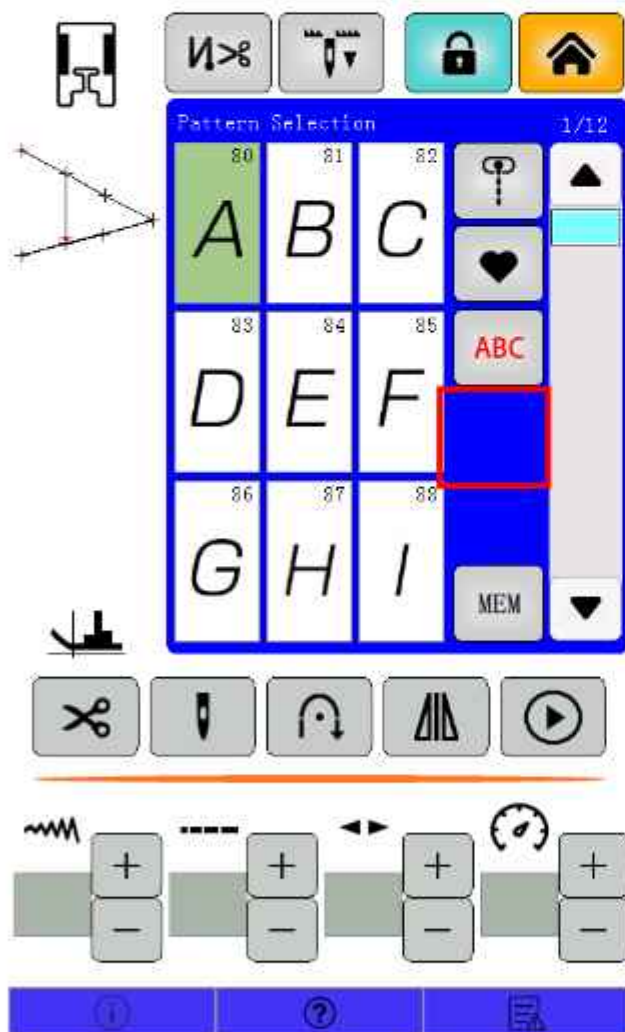 Pattern Selection 1/12
80 81 82
A B C
83 84 85
ABC
D E F
86 87 88
G H I
MEM